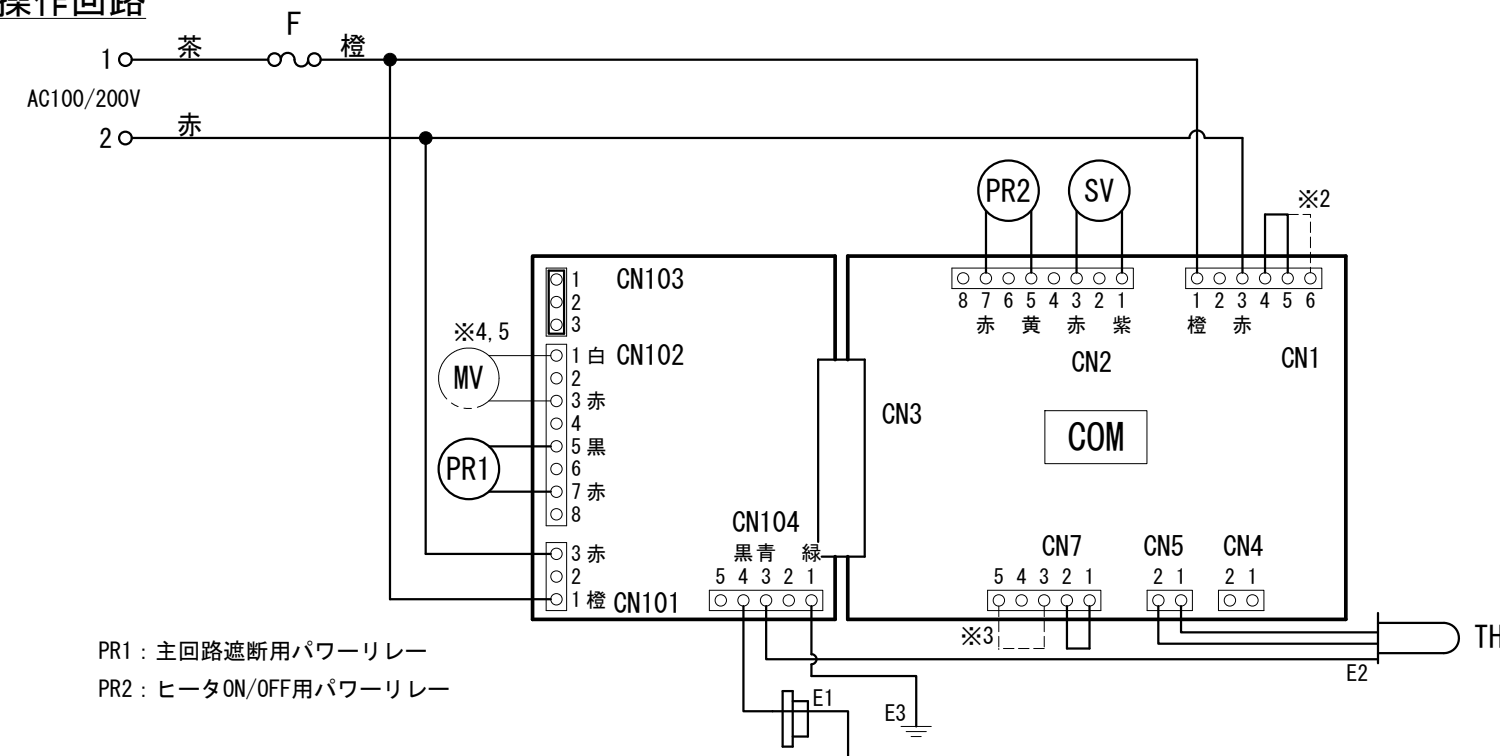 操作回路
F
1 茶 橙
AC100/200V
2 赤
PR2 SV
※2
CN103
1
2
3
8 7 6 5 4 3 2 1
赤 黄 赤 紫
1 2 3 4 5 6
橙 赤
※4,5
MV
1 白 CN102
2
3 赤
4
5 黒
PR1
6
7 赤
8
CN2
CN1
CN3
COM
CN104
黒 青 緑
5 4 3 2 1
3 赤
2
1 橙 CN101
CN7
5 4 3 2 1
CN5
2 1
CN4
2 1
※3
TH
E2
E1
E3
PR1：主回路遮断用パワーリレー
PR2：ヒータON/OFF用パワーリレー